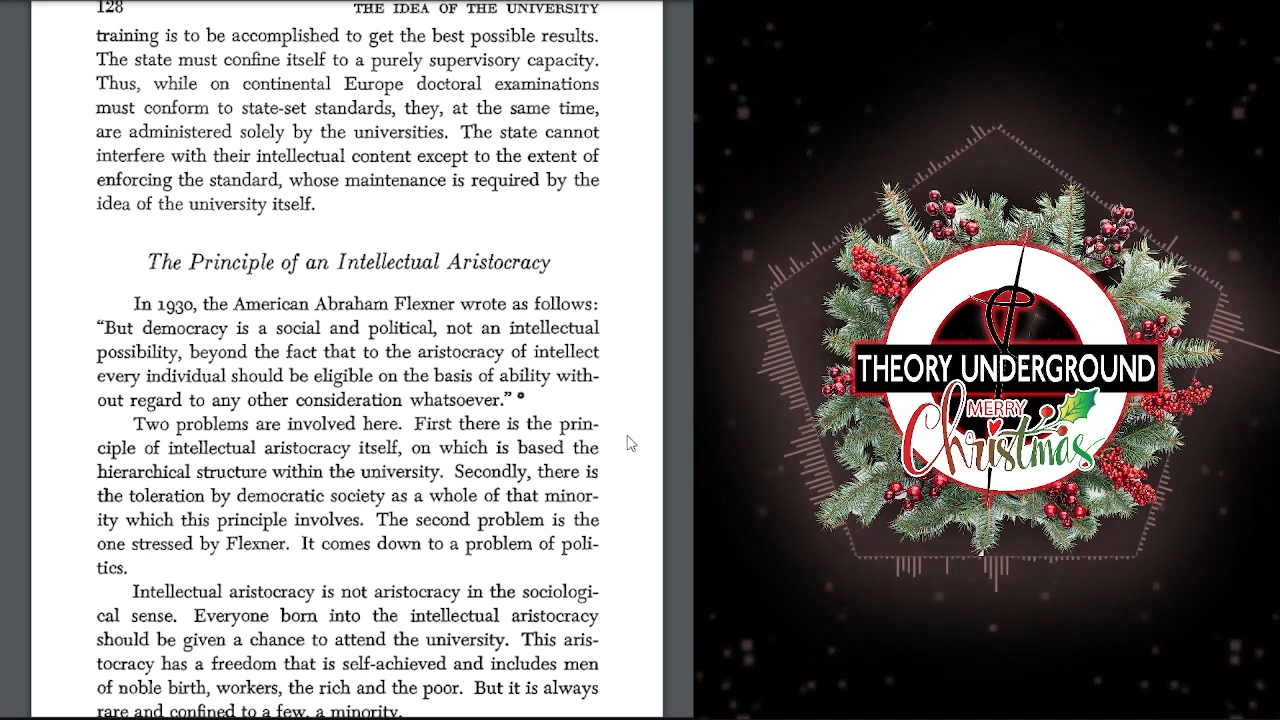 128 THE IDEA OF THE UNIVERSITY
training is to be accomplished to get the best possible results.
The state must confine itself to a purely supervisory capacity.
Thus, while on continental Europe doctoral examinations
must conform to state-set standards, they, at the same time,
are administered solely by the universities. The state cannot
interfere with their intellectual content except to the extent of
enforcing the standard, whose maintenance is required by the
idea of the university itself.
The Principle of an Intellectual Aristocracy
In 1930, the American Abraham Flexner wrote as follows:
“But democracy is a social and political, not an intellectual
possibility, beyond the fact that to the aristocracy of intellect
every individual should be eligible on the basis of ability with-
out regard to any other consideration whatsoever.” *
Two problems are involved here. First there is the prin-
ciple of intellectual aristocracy itself, on which is based the
hierarchical structure within the university. Secondly, there is
the toleration by democratic society as a whole of that minor-
ity which this principle involves. The second problem is the
one stressed by Flexner. It comes down to a problem of poli-
tics.
Intellectual aristocracy is not aristocracy in the sociologi-
cal sense. Everyone born into the intellectual aristocracy
should be given a chance to attend the university. This aris-
tocracy has a freedom that is self-achieved and includes men
of noble birth, workers, the rich and the poor. But it is always
rare and confined to a few, a minority.
THEORY UNDERGROUND
MERRY
Christmas